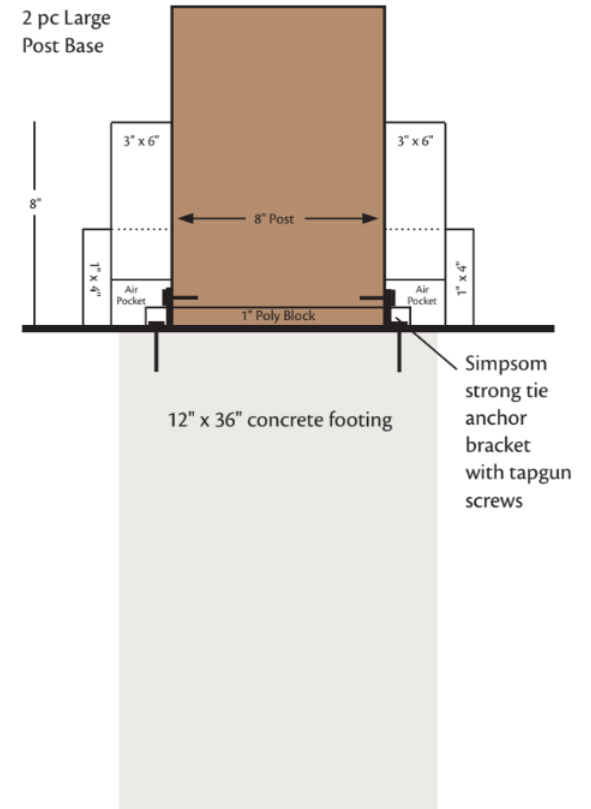 2 pc Large
Post Base
3" x 6"
3" x 6"
8"
8" Post
1" x 4"
1" x 4"
Air
Pocket
Air
Pocket
1" Poly Block
Simpsom
strong tie
anchor
bracket
with tapgun
screws
12" x 36" concrete footing